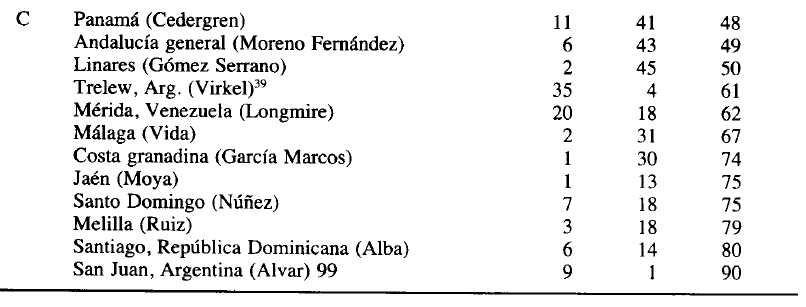 C Panamá (Cedergren) 11 41 48
Andalucía general (Moreno Fernández) 6 43 49
Linares (Gómez Serrano) 2 45 50
Trelew, Arg. (Virkel)³⁹ 35 4 61
Mérida, Venezuela (Longmire) 20 18 62
Málaga (Vida) 2 31 67
Costa granadina (García Marcos) 1 30 74
Jaén (Moya) 1 13 75
Santo Domingo (Núñez) 7 18 75
Melilla (Ruiz) 3 18 79
Santiago, República Dominicana (Alba) 6 14 80
San Juan, Argentina (Alvar) 99 9 1 90